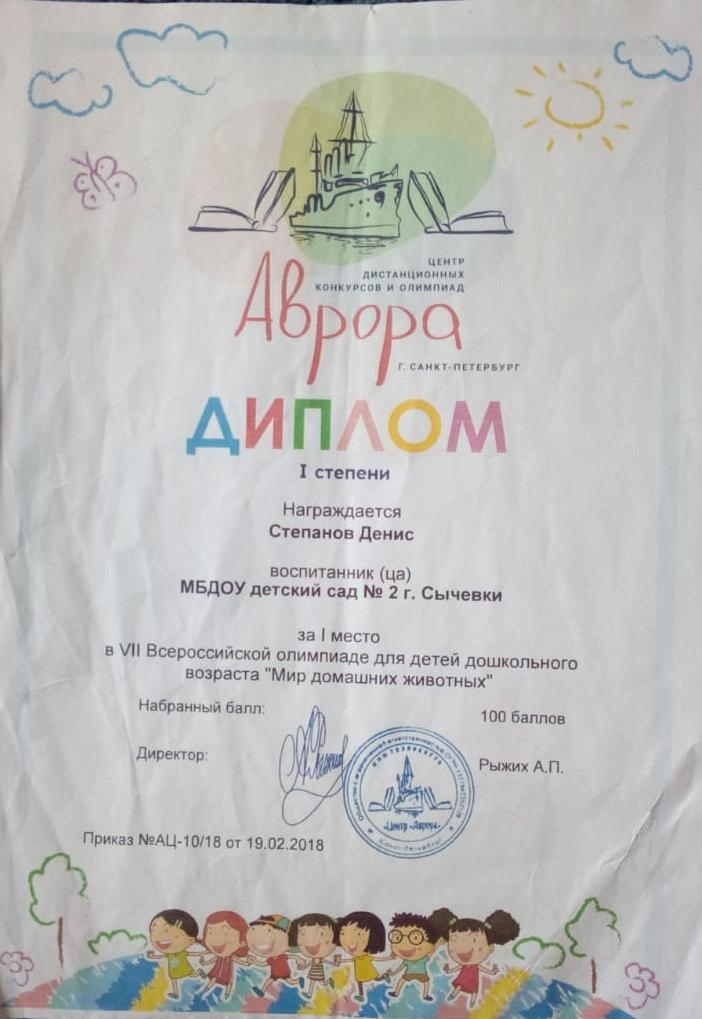 ЦЕНТР
ДИСТАНЦИОННЫХ
КОНКУРСОВ И ОЛИМПИАД
Аврора
Г. САНКТ-ПЕТЕРБУРГ
ДИПЛОМ
I степени
Награждается
Степанов Денис
воспитанник (ца)
МБДОУ детский сад № 2 г. Сычевки
за I место
в VII Всероссийской олимпиаде для детей дошкольного
возраста "Мир домашних животных"
Набранный балл: 100 баллов
Директор: Рыжих А.П.
«Центр «Аврора»
Санкт-Петербург
Приказ №АЦ-10/18 от 19.02.2018